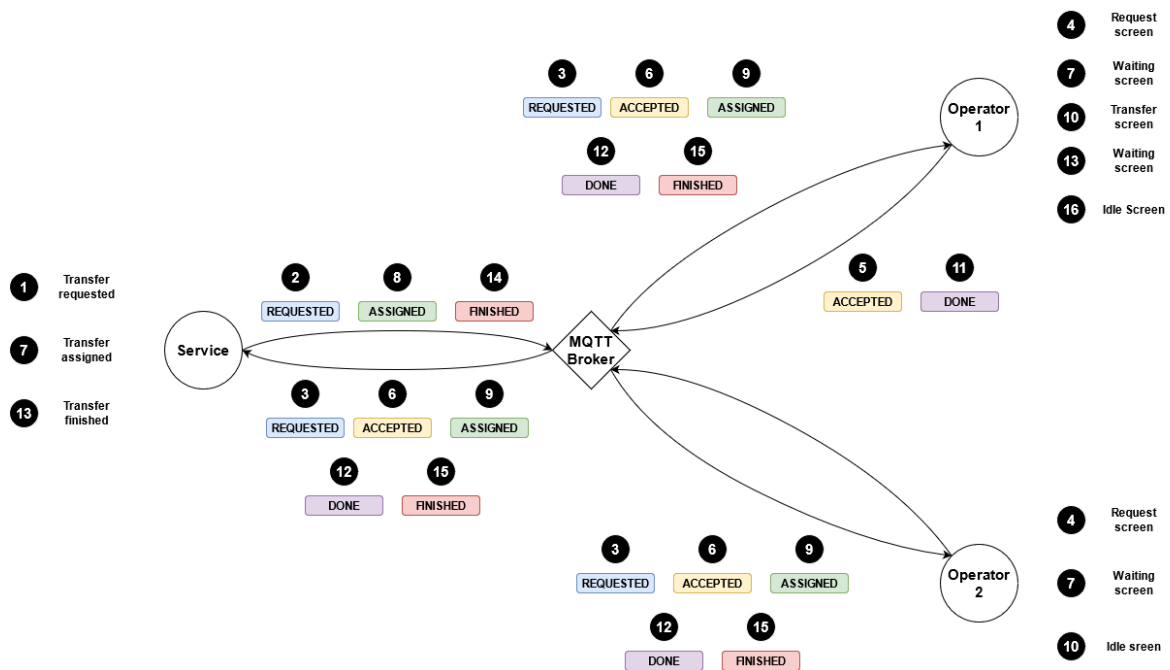 4
Request
screen
3
6
9
7
Waiting
screen
REQUESTED
ACCEPTED
ASSIGNED
Operator
1
10
Transfer
screen
12
15
13
Waiting
screen
DONE
FINISHED
16
Idle Screen
1
Transfer
requested
2
8
14
5
11
REQUESTED
ASSIGNED
FINISHED
ACCEPTED
DONE
Service
MQTT
Broker
7
Transfer
assigned
3
6
9
13
Transfer
finished
REQUESTED
ACCEPTED
ASSIGNED
12
15
DONE
FINISHED
4
Request
screen
3
6
9
REQUESTED
ACCEPTED
ASSIGNED
Operator
2
7
Waiting
screen
12
15
DONE
FINISHED
10
Idle sreen